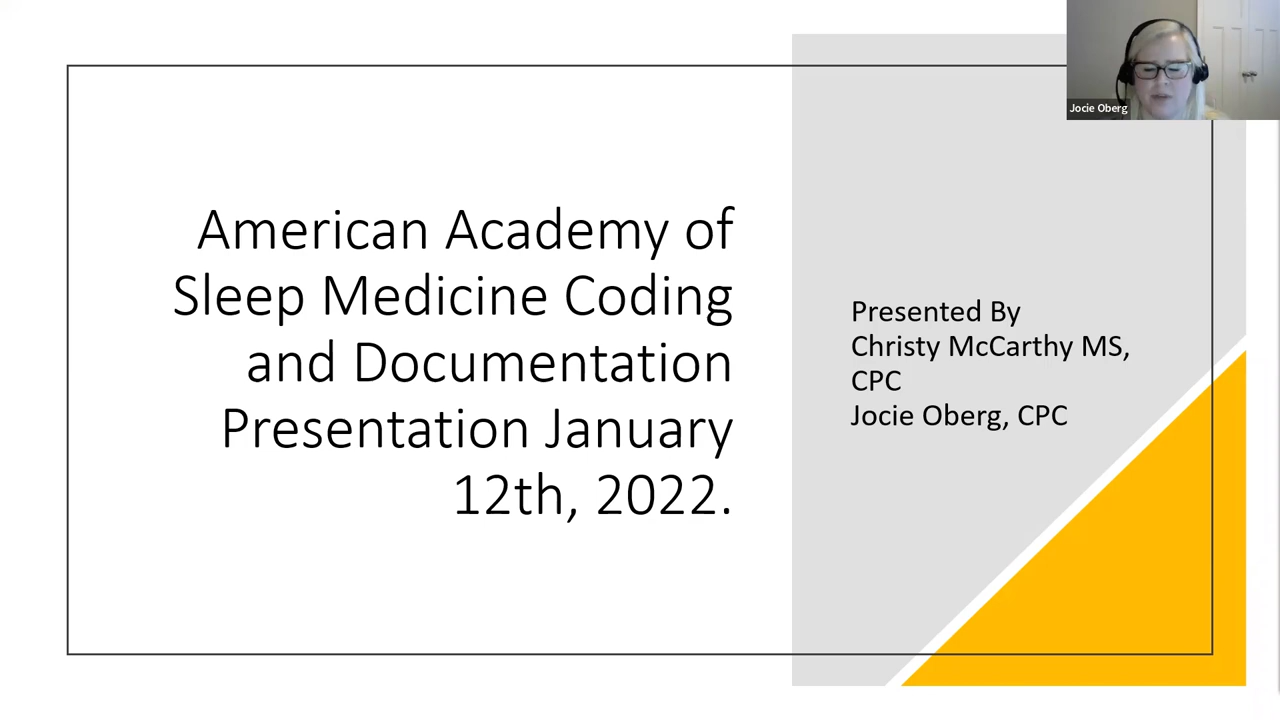 American Academy of
Sleep Medicine Coding
and Documentation
Presentation January
12th, 2022.
Presented By
Christy McCarthy MS,
CPC
Jocie Oberg, CPC
Jocie Oberg